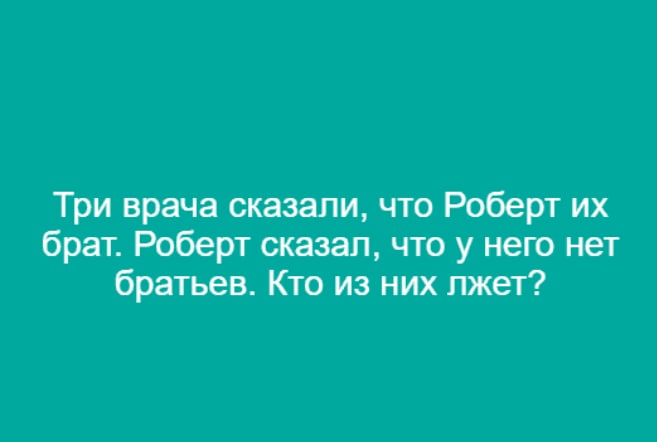 Три врача сказали, что Роберт их
брат. Роберт сказал, что у него нет
братьев. Кто из них лжет?